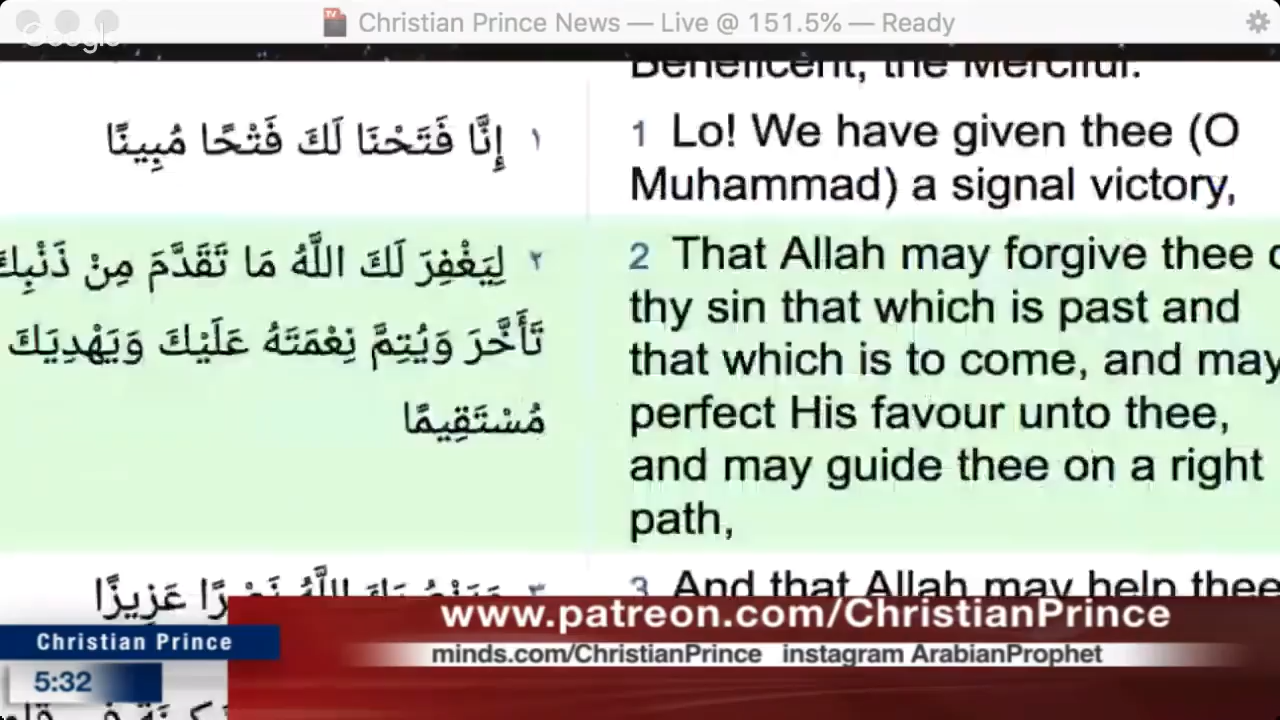 Christian Prince News — Live @ 151.5% — Ready
Google
Beneficent, the Merciful.
١ إِنَّا فَتَحْنَا لَكَ فَتْحًا مُبِينًا
1 Lo! We have given thee (O
Muhammad) a signal victory,
٢ لِيَغْفِرَ لَكَ اللَّهُ مَا تَقَدَّمَ مِنْ ذَنْبِكَ
تَأَخَّرَ وَيُتِمَّ نِعْمَتَهُ عَلَيْكَ وَيَهْدِيَكَ
مُسْتَقِيمًا
2 That Allah may forgive thee
thy sin that which is past and
that which is to come, and may
perfect His favour unto thee,
and may guide thee on a right
path,
٣ وَيَنْصُرَكَ اللَّهُ نَصْرًا عَزِيزًا
3 And that Allah may help thee
www.patreon.com/ChristianPrince
minds.com/ChristianPrince instagram ArabianProphet
Christian Prince
5:32